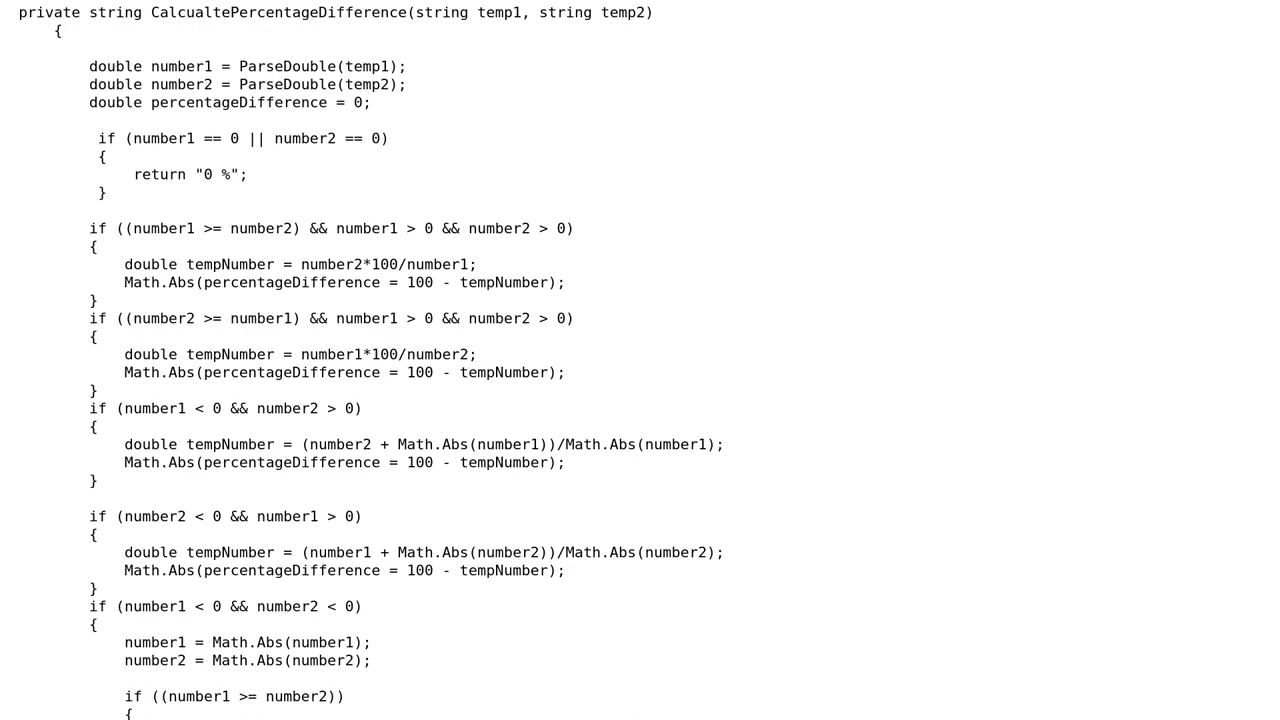 private string CalcualtePercentageDifference(string temp1, string temp2)
{
double number1 = ParseDouble(temp1);
double number2 = ParseDouble(temp2);
double percentageDifference = 0;
if (number1 == 0 || number2 == 0)
{
return "0 %";
}
if ((number1 >= number2) && number1 > 0 && number2 > 0)
{
double tempNumber = number2*100/number1;
Math.Abs(percentageDifference = 100 - tempNumber);
}
if ((number2 >= number1) && number1 > 0 && number2 > 0)
{
double tempNumber = number1*100/number2;
Math.Abs(percentageDifference = 100 - tempNumber);
}
if (number1 < 0 && number2 > 0)
{
double tempNumber = (number2 + Math.Abs(number1))/Math.Abs(number1);
Math.Abs(percentageDifference = 100 - tempNumber);
}
if (number2 < 0 && number1 > 0)
{
double tempNumber = (number1 + Math.Abs(number2))/Math.Abs(number2);
Math.Abs(percentageDifference = 100 - tempNumber);
}
if (number1 < 0 && number2 < 0)
{
number1 = Math.Abs(number1);
number2 = Math.Abs(number2);
if ((number1 >= number2))
{